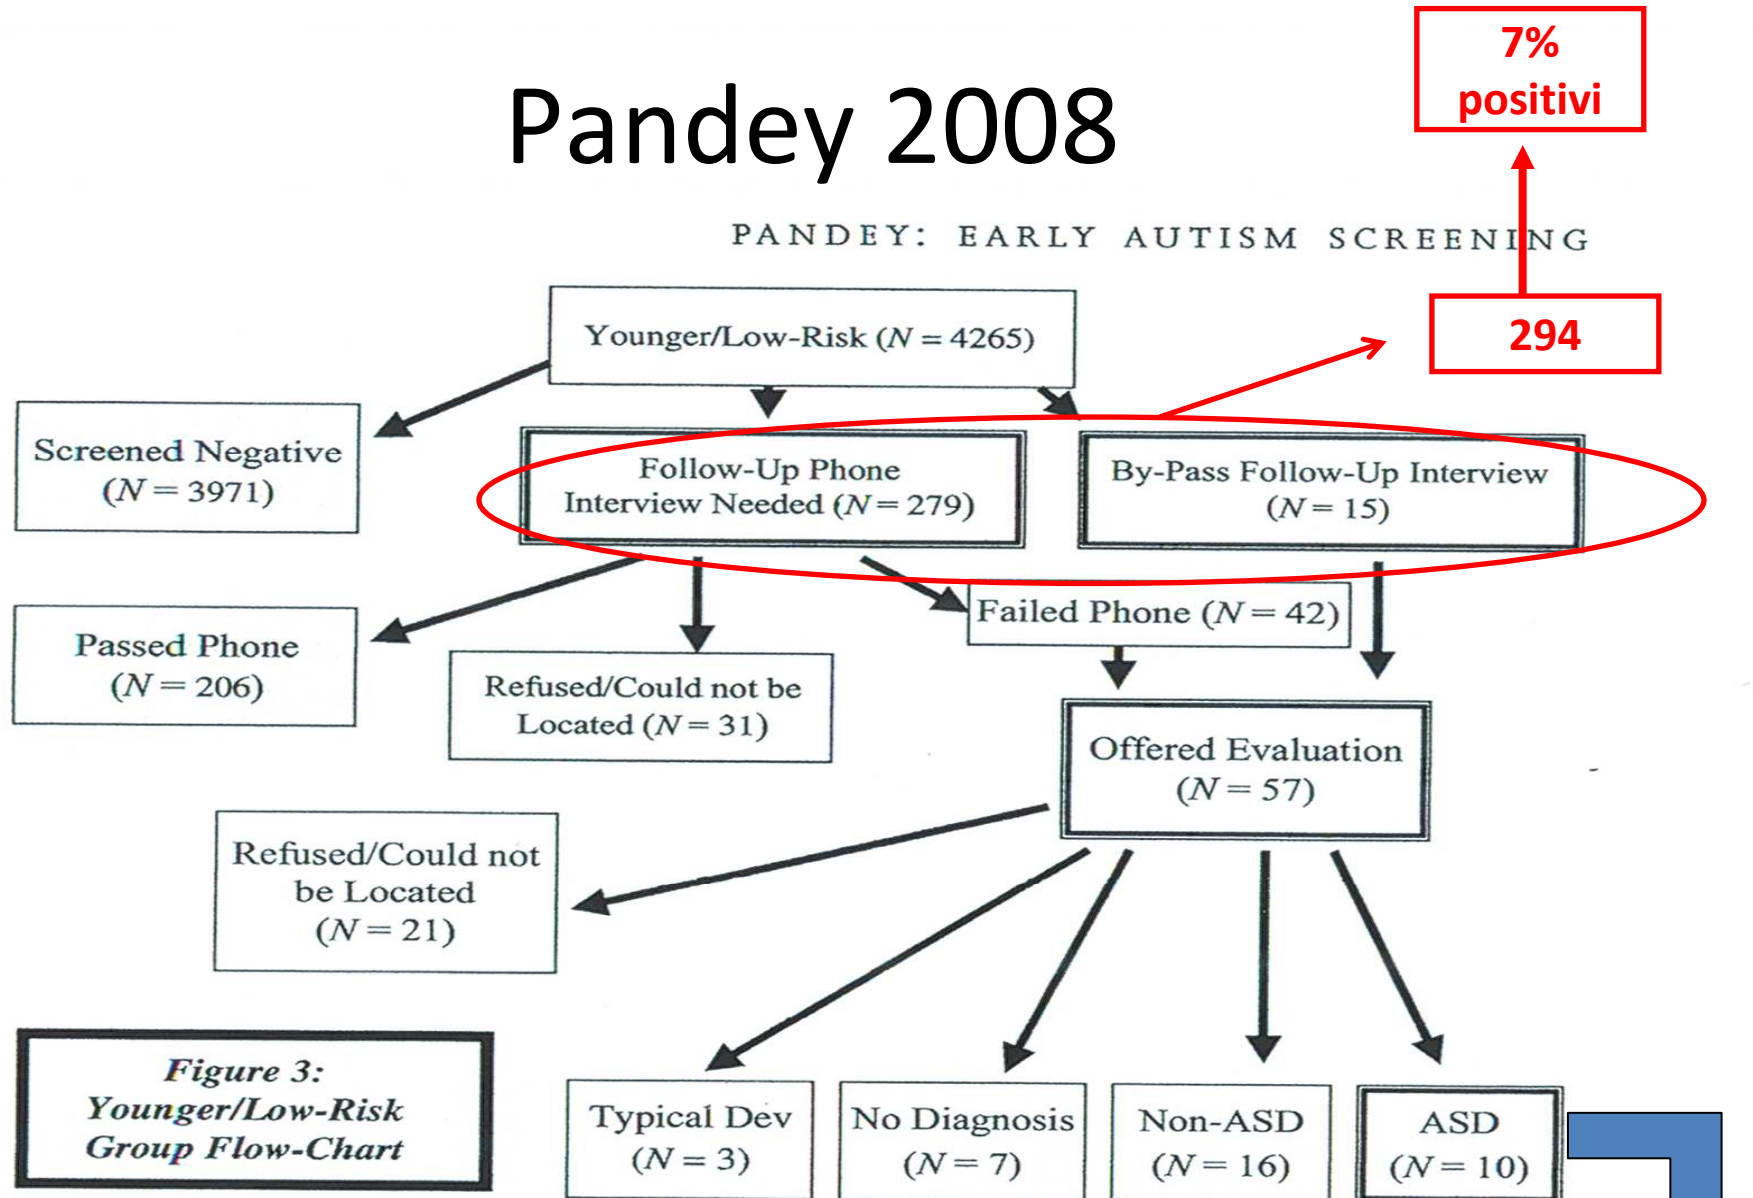 7%
positivi
Pandey 2008
PANDEY: EARLY AUTISM SCREENING
294
Younger/Low-Risk (N = 4265)
Screened Negative
(N = 3971)
Follow-Up Phone
Interview Needed (N = 279)
By-Pass Follow-Up Interview
(N = 15)
Passed Phone
(N = 206)
Refused/Could not be
Located (N = 31)
Failed Phone (N = 42)
Offered Evaluation
(N = 57)
Refused/Could not
be Located
(N = 21)
Figure 3:
Younger/Low-Risk
Group Flow-Chart
Typical Dev
(N = 3)
No Diagnosis
(N = 7)
Non-ASD
(N = 16)
ASD
(N = 10)